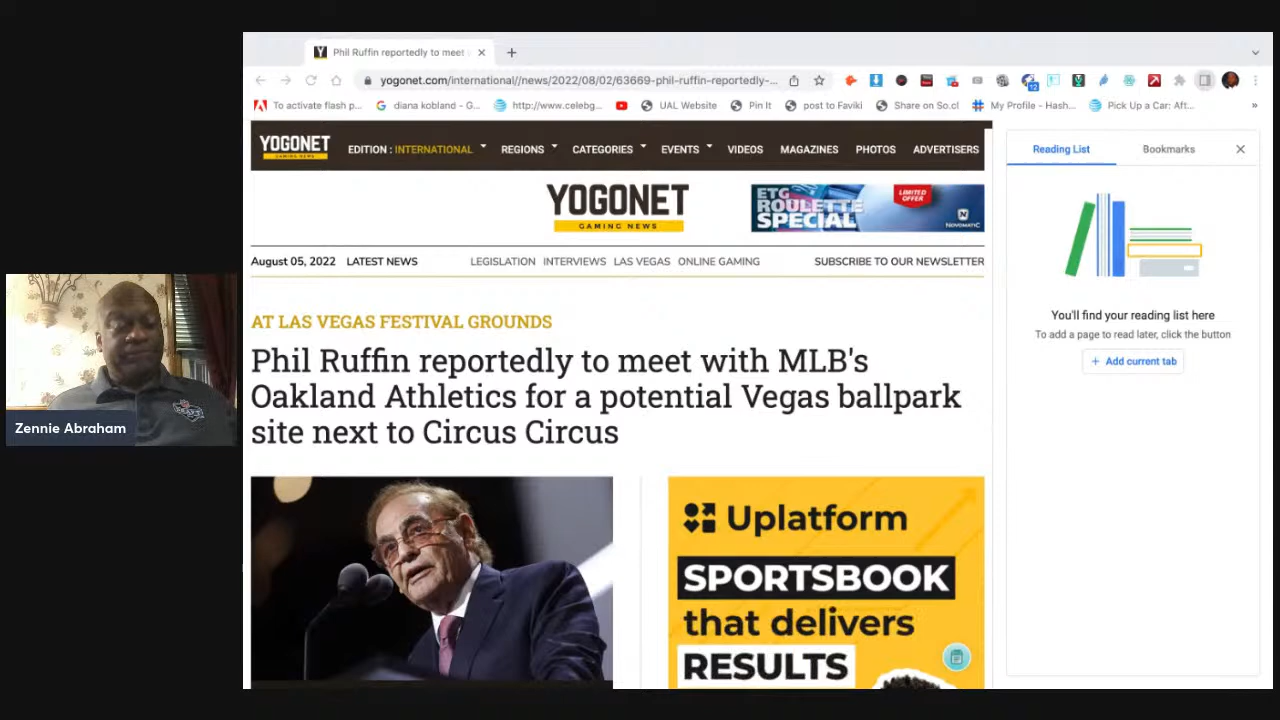 Phil Ruffin reportedly to meet
yogonet.com/international//news/2022/08/02/63669-phil-ruffin-reportedly-...
12
To activate flash p...
diana kobland - G...
http://www.celebg...
UAL Website
Pin It
post to Faviki
Share on So.cl
My Profile - Hash...
Pick Up a Car: Aft...
»
YOGONET
GAMING NEWS
EDITION : INTERNATIONAL
REGIONS
CATEGORIES
EVENTS
VIDEOS
MAGAZINES
PHOTOS
ADVERTISERS
Reading List
Bookmarks
YOGONET
GAMING NEWS
ETG
ROULETTE
SPECIAL
LIMITED
OFFER
NOVOMATIC
August 05, 2022
LATEST NEWS
LEGISLATION
INTERVIEWS
LAS VEGAS
ONLINE GAMING
SUBSCRIBE TO OUR NEWSLETTER
AT LAS VEGAS FESTIVAL GROUNDS
Phil Ruffin reportedly to meet with MLB's
Oakland Athletics for a potential Vegas ballpark
site next to Circus Circus
You'll find your reading list here
To add a page to read later, click the button
+ Add current tab
Zennie Abraham
Uplatform
SPORTSBOOK
that delivers
RESULTS